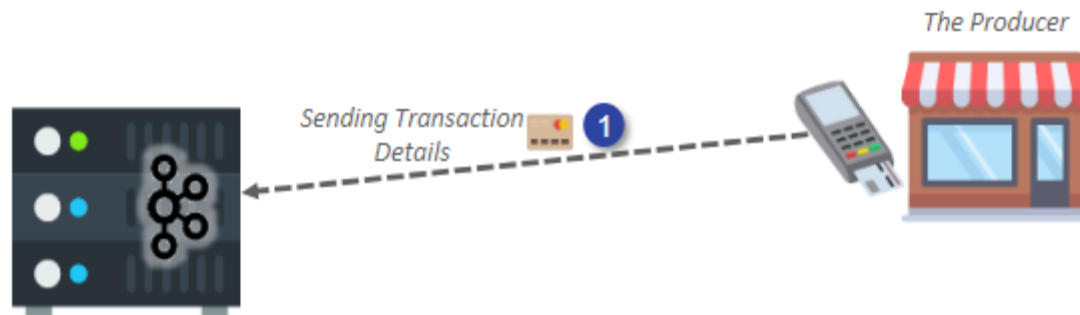 The Producer
Sending Transaction
Details
1